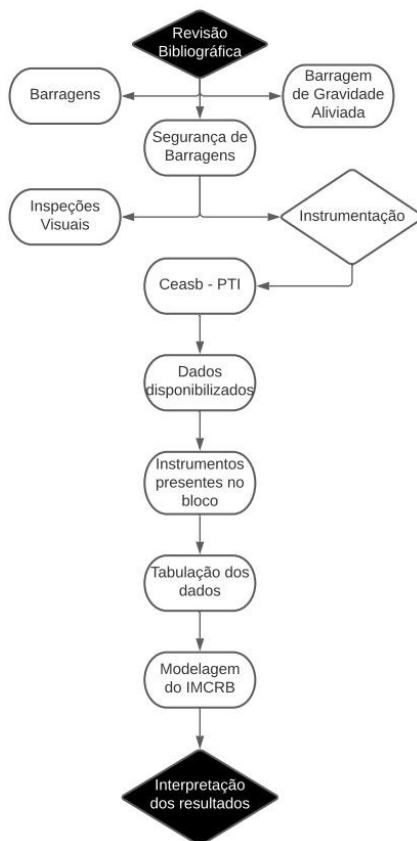 Revisão
Bibliográfica
Barragens
Barragem
de Gravidade
Aliviada
Segurança de
Barragens
Inspeções
Visuais
Instrumentação
Ceasb - PTI
Dados
disponibilizados
Instrumentos
presentes no
bloco
Tabulação dos
dados
Modelagem
do IMCRB
Interpretação
dos resultados